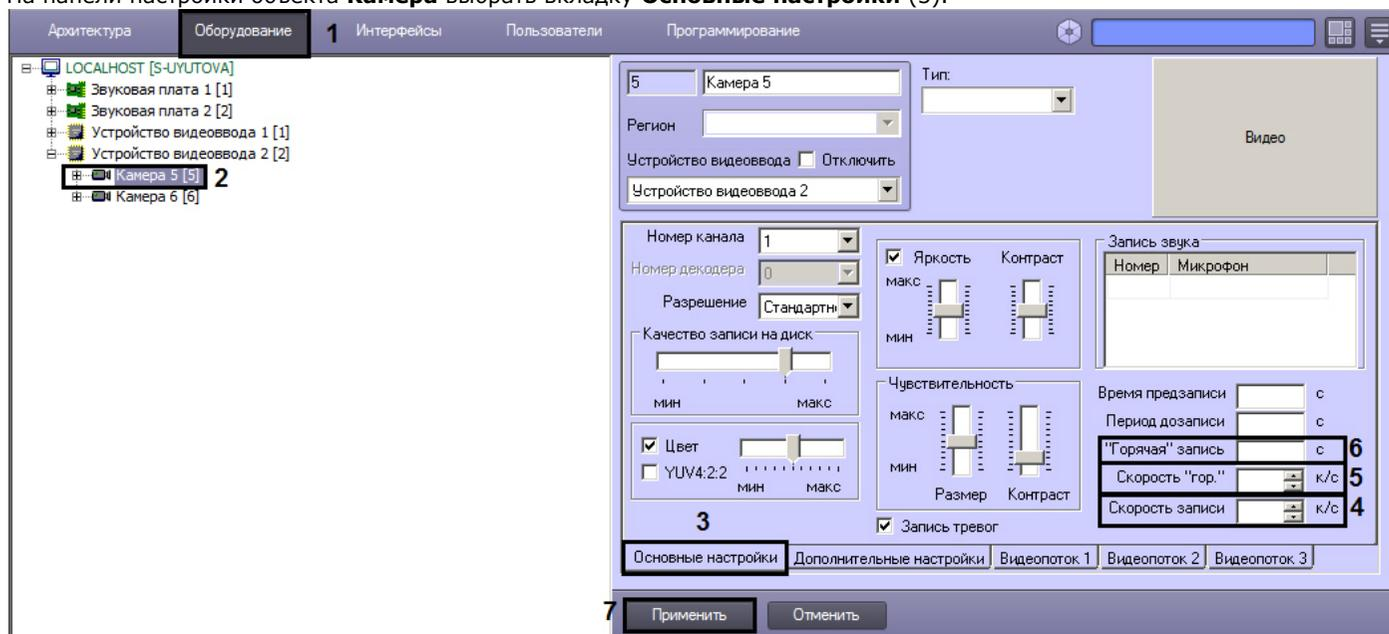 На панели настройки объекта Камера выбрать вкладку Основные настройки (3).
Архитектура Оборудование 1 Интерфейсы Пользователи Программирование
LOCALHOST [S-UYUTOVA]
Звуковая плата 1 [1]
Звуковая плата 2 [2]
Устройство видеоввода 1 [1]
Устройство видеоввода 2 [2]
Камера 5 [5] 2
Камера 6 [6]
5 Камера 5
Тип:
Регион
Устройство видеоввода Отключить
Устройство видеоввода 2
Видео
Номер канала 1
Номер декодера 0
Разрешение Стандартн
Качество записи на диск
мин макс
Цвет
YUV4:2:2
мин макс
3
Яркость Контраст
макс
мин
Чувствительность
макс
мин
Размер Контраст
Запись тревог
Запись звука
Номер Микрофон
Время предзаписи с
Период дозаписи с
"Горячая" запись с 6
Скорость "гор." к/с 5
Скорость записи к/с 4
Основные настройки Дополнительные настройки Видеопоток 1 Видеопоток 2 Видеопоток 3
7 Применить Отменить